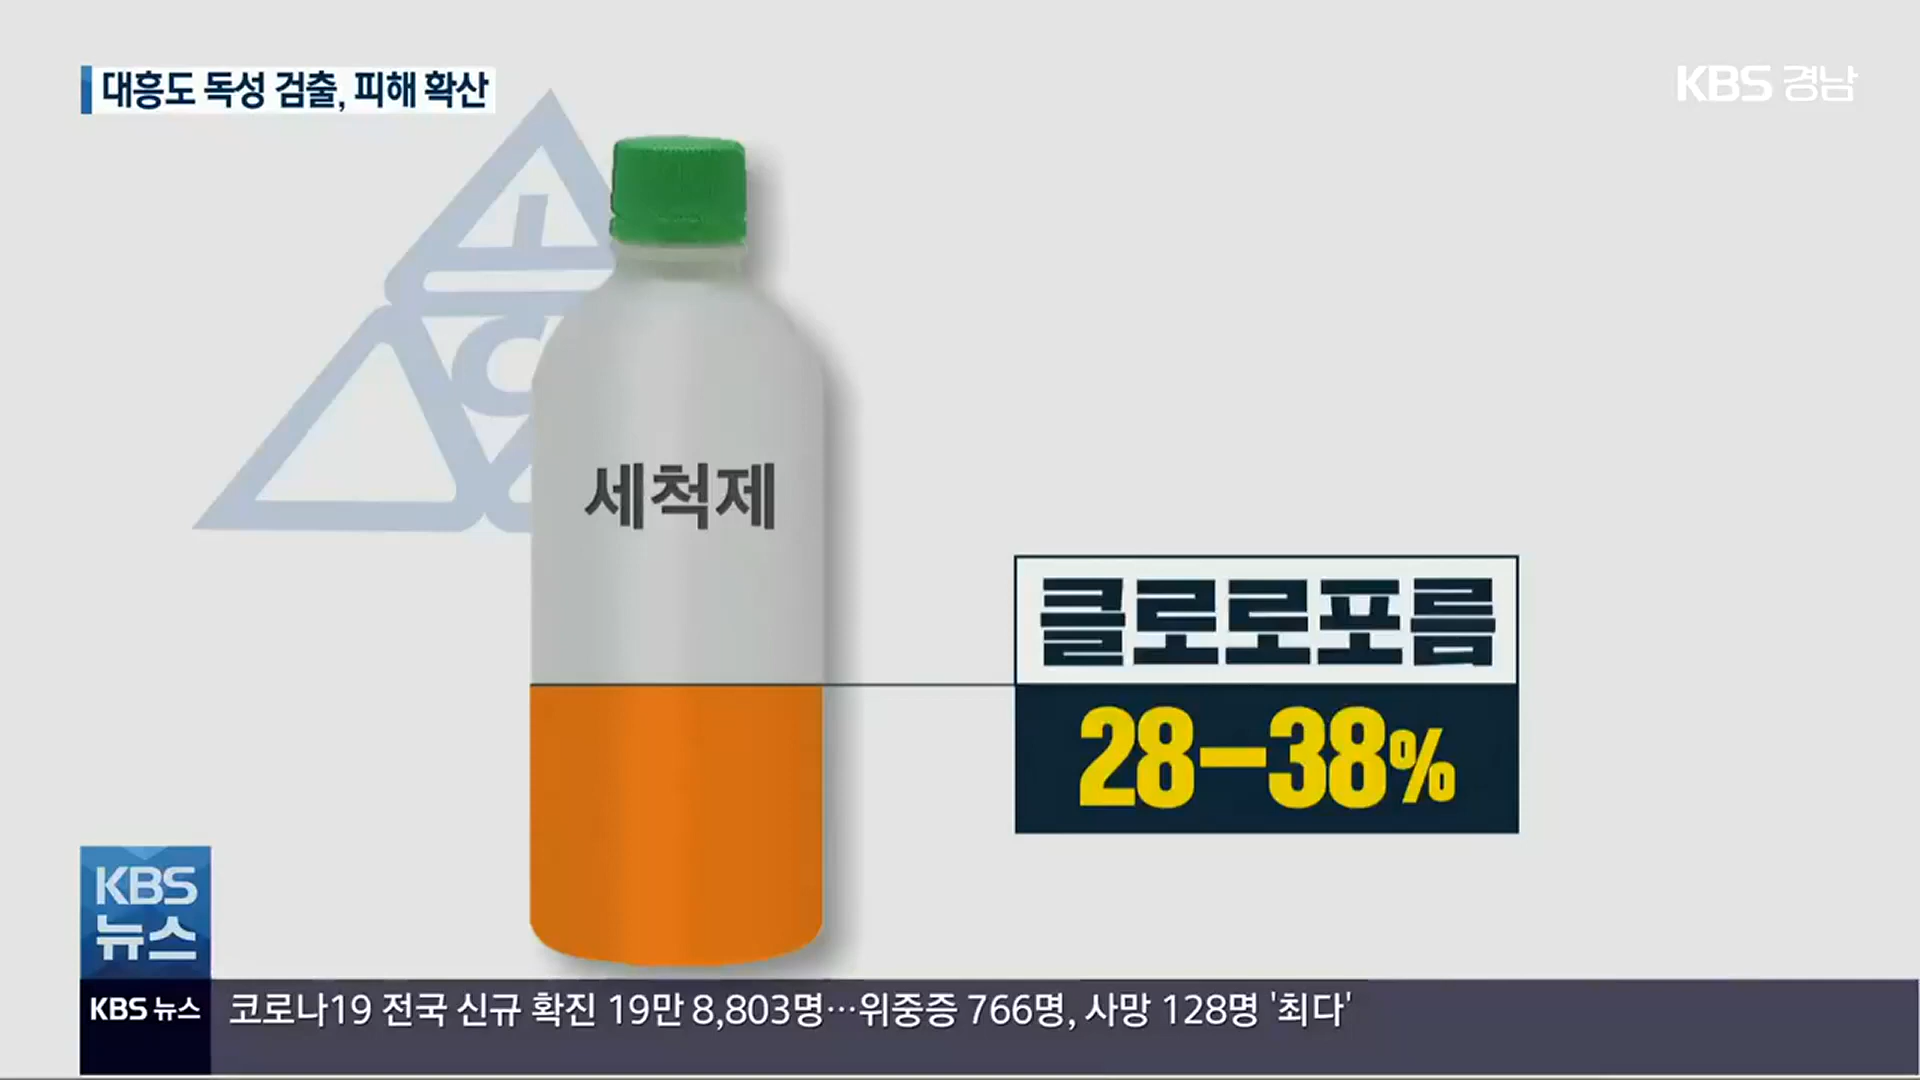 대흥도 독성 검출, 피해 확산
KBS 경남
세척제
클로로포름
28-38%
KBS
뉴스
KBS 뉴스
코로나19 전국 신규 확진 19만 8,803명…위중증 766명, 사망 128명 '최다'